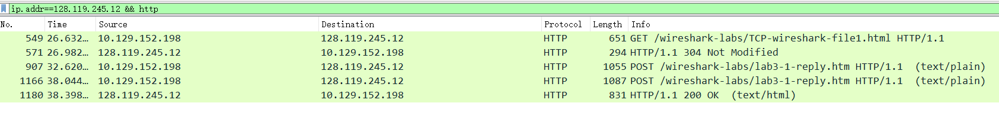 ip.addr==128.119.245.12 && http
No. Time Source Destination Protocol Length Info
549 26.632… 10.129.152.198 128.119.245.12 HTTP 651 GET /wireshark-labs/TCP-wireshark-file1.html HTTP/1.1
571 26.982… 128.119.245.12 10.129.152.198 HTTP 294 HTTP/1.1 304 Not Modified
907 32.620… 10.129.152.198 128.119.245.12 HTTP 1055 POST /wireshark-labs/lab3-1-reply.htm HTTP/1.1  (text/plain)
1166 38.044… 10.129.152.198 128.119.245.12 HTTP 1087 POST /wireshark-labs/lab3-1-reply.htm HTTP/1.1  (text/plain)
1180 38.398… 128.119.245.12 10.129.152.198 HTTP 831 HTTP/1.1 200 OK  (text/html)